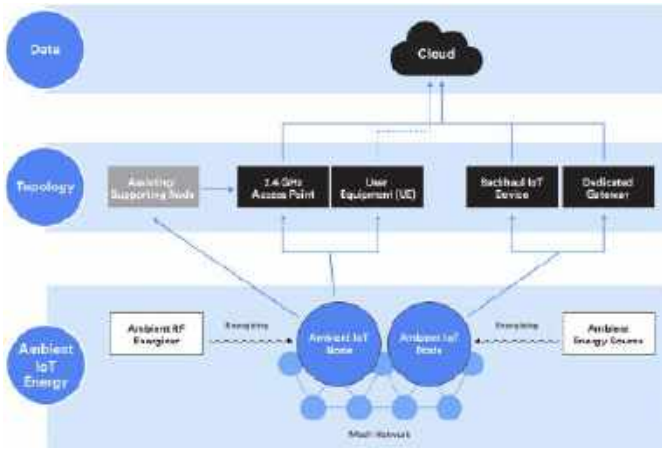 Data
Cloud
Topology
Assisting/
Supporting Node
2.4 GHz
Access Point
User
Equipment (UE)
Backhaul IoT
Device
Dedicated
Gateway
Ambient
IoT
Energy
Ambient RF
Energizer
Energizing
Ambient IoT
Node
Ambient IoT
Node
Energizing
Ambient
Energy Source
Mesh Network